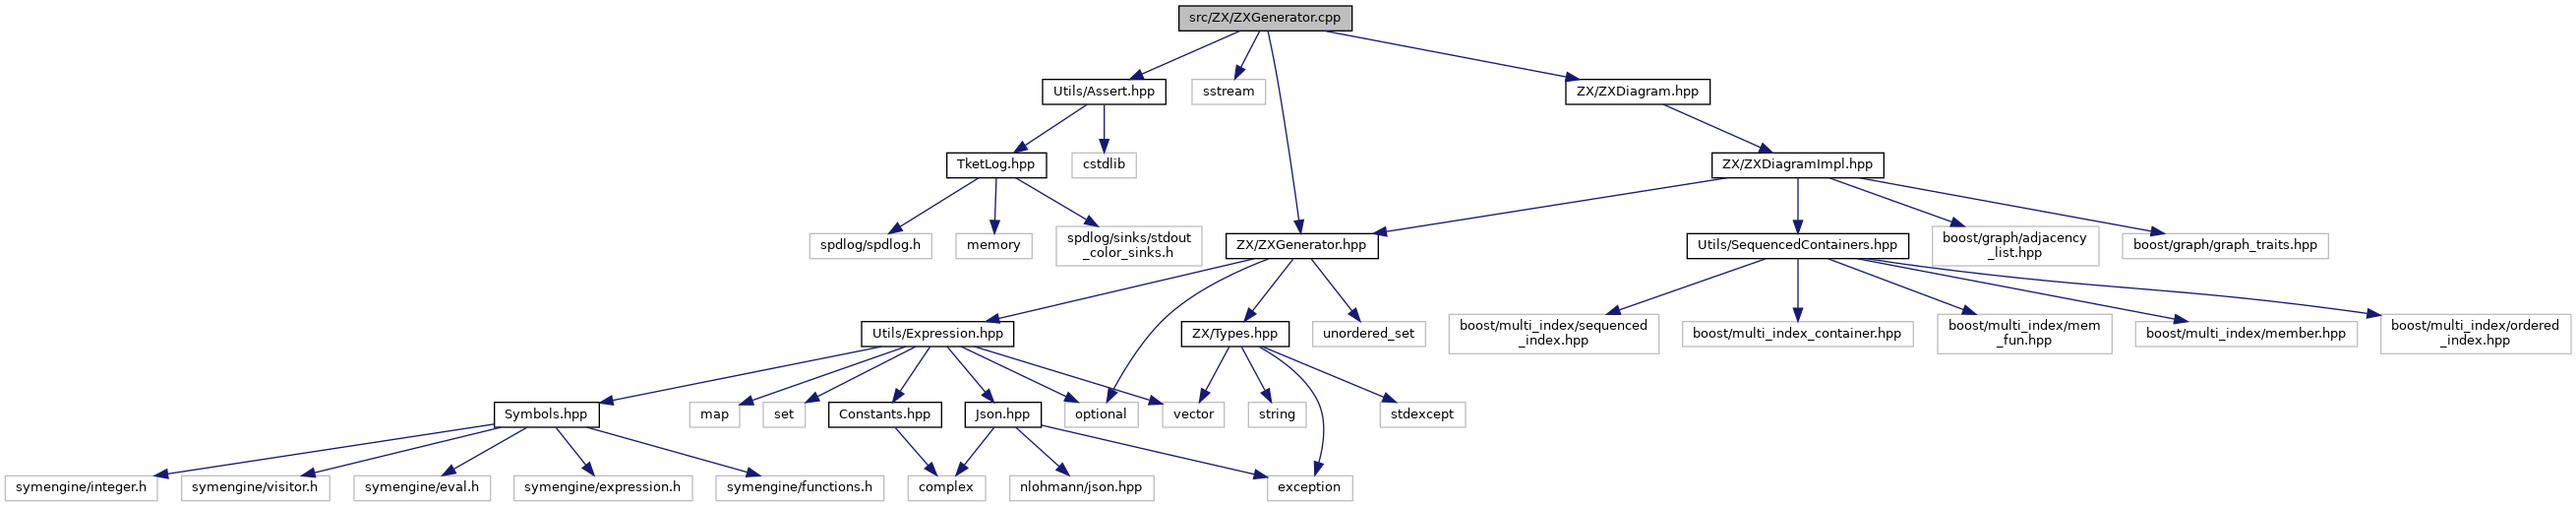 src/ZX/ZXGenerator.cpp
Utils/Assert.hpp
sstream
ZX/ZXDiagram.hpp
TketLog.hpp
cstdlib
ZX/ZXDiagramImpl.hpp
spdlog/spdlog.h
memory
spdlog/sinks/stdout
_color_sinks.h
ZX/ZXGenerator.hpp
Utils/SequencedContainers.hpp
boost/graph/adjacency
_list.hpp
boost/graph/graph_traits.hpp
Utils/Expression.hpp
ZX/Types.hpp
unordered_set
boost/multi_index/sequenced
_index.hpp
boost/multi_index_container.hpp
boost/multi_index/mem
_fun.hpp
boost/multi_index/member.hpp
boost/multi_index/ordered
_index.hpp
Symbols.hpp
map
set
Constants.hpp
Json.hpp
optional
vector
string
stdexcept
symengine/integer.h
symengine/visitor.h
symengine/eval.h
symengine/expression.h
symengine/functions.h
complex
nlohmann/json.hpp
exception